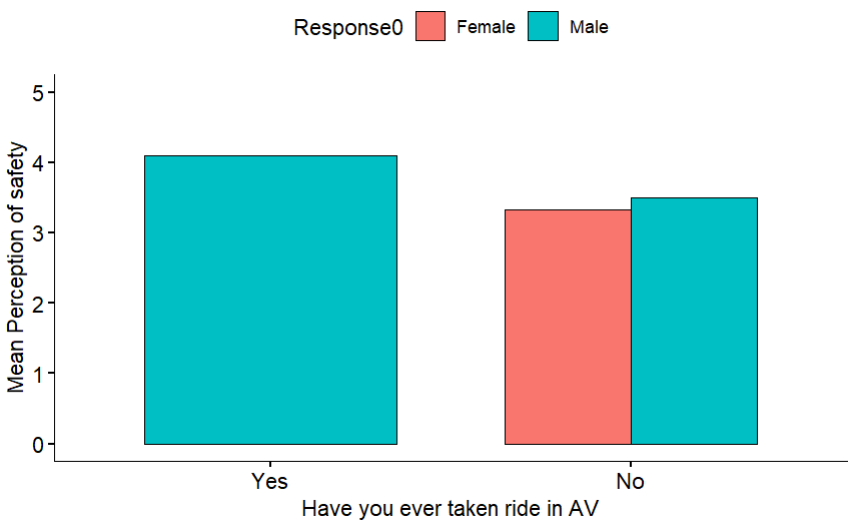 Response0 Female Male
Mean Perception of safety
5
4
3
2
1
0
Yes No
Have you ever taken ride in AV